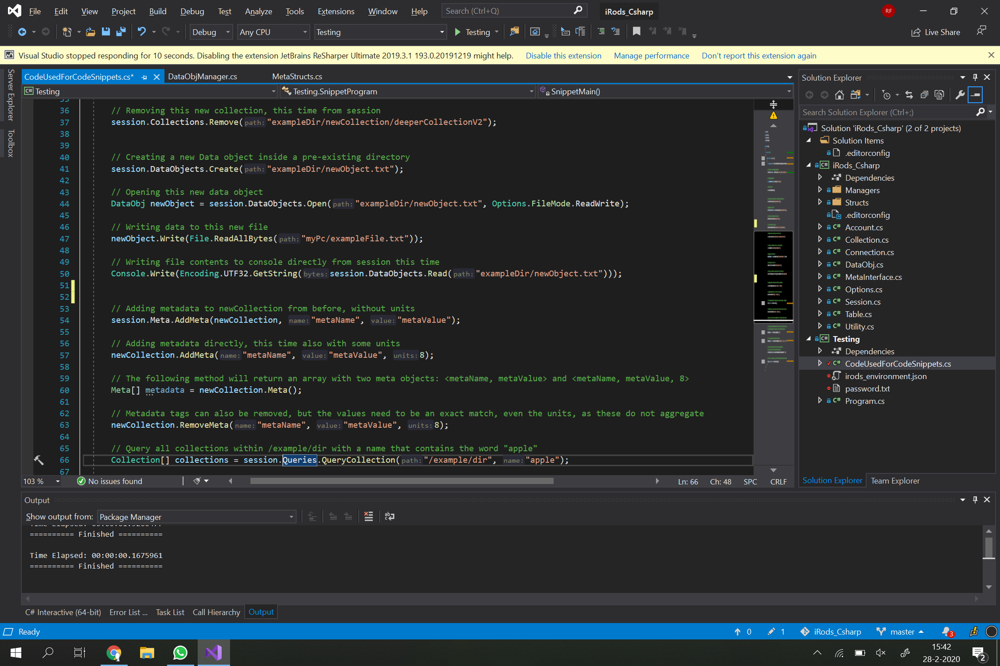 File Edit View Project Build Debug Test Analyze Tools Extensions Window Help Search (Ctrl+Q) iRods_Csharp RF
Debug Any CPU Testing Testing Live Share
Visual Studio stopped responding for 10 seconds. Disabling the extension JetBrains ReSharper Ultimate 2019.3.1 193.0.20191219 might help. Disable this extension Manage performance Don't report this extension again
Server Explorer
Toolbox
CodeUsedForCodeSnippets.cs* DataObjManager.cs MetaStructs.cs
C# Testing Testing.SnippetProgram SnippetMain()
35
36 // Removing this new collection, this time from session
37 session.Collections.Remove(path: "exampleDir/newCollection/deeperCollectionV2");
38
39
40 // Creating a new Data object inside a pre-existing directory
41 session.DataObjects.Create(path: "exampleDir/newObject.txt");
42
43 // Opening this new data object
44 DataObj newObject = session.DataObjects.Open(path: "exampleDir/newObject.txt", Options.FileMode.ReadWrite);
45
46 // Writing data to this new file
47 newObject.Write(File.ReadAllBytes(path: "myPc/exampleFile.txt"));
48
49 // Writing file contents to console directly from session this time
50 Console.Write(Encoding.UTF32.GetString(bytes: session.DataObjects.Read(path: "exampleDir/newObject.txt")));
51
52
53 // Adding metadata to newCollection from before, without units
54 session.Meta.AddMeta(newCollection, name: "metaName", value: "metaValue");
55
56 // Adding metadata directly, this time also with some units
57 newCollection.AddMeta(name: "metaName", value: "metaValue", units: 8);
58
59 // The following method will return an array with two meta objects: <metaName, metaValue> and <metaName, metaValue, 8>
60 Meta[] metadata = newCollection.Meta();
61
62 // Metadata tags can also be removed, but the values need to be an exact match, even the units, as these do not aggregate
63 newCollection.RemoveMeta(name: "metaName", value: "metaValue", units: 8);
64
65 // Query all collections within /example/dir with a name that contains the word "apple"
66 Collection[] collections = session.Queries.QueryCollection(path: "/example/dir", name: "apple");
67
103 % No issues found Ln: 66 Ch: 48 SPC CRLF
Solution Explorer
Search Solution Explorer (Ctrl+;)
Solution 'iRods_Csharp' (2 of 2 projects)
Solution Items
.editorconfig
C# iRods_Csharp
Dependencies
Managers
Structs
.editorconfig
C# Account.cs
C# Collection.cs
C# Connection.cs
C# DataObj.cs
C# MetaInterface.cs
C# Options.cs
C# Session.cs
C# Table.cs
C# Utility.cs
C# Testing
Dependencies
C# CodeUsedForCodeSnippets.cs
irods_environment.json
password.txt
C# Program.cs
Solution Explorer Team Explorer
Output
Show output from: Package Manager
========== Finished ==========
Time Elapsed: 00:00:00.1675961
========== Finished ==========
C# Interactive (64-bit) Error List ... Task List Call Hierarchy Output
Ready 0 1 iRods_Csharp master 3
15:42
28-2-2020
2